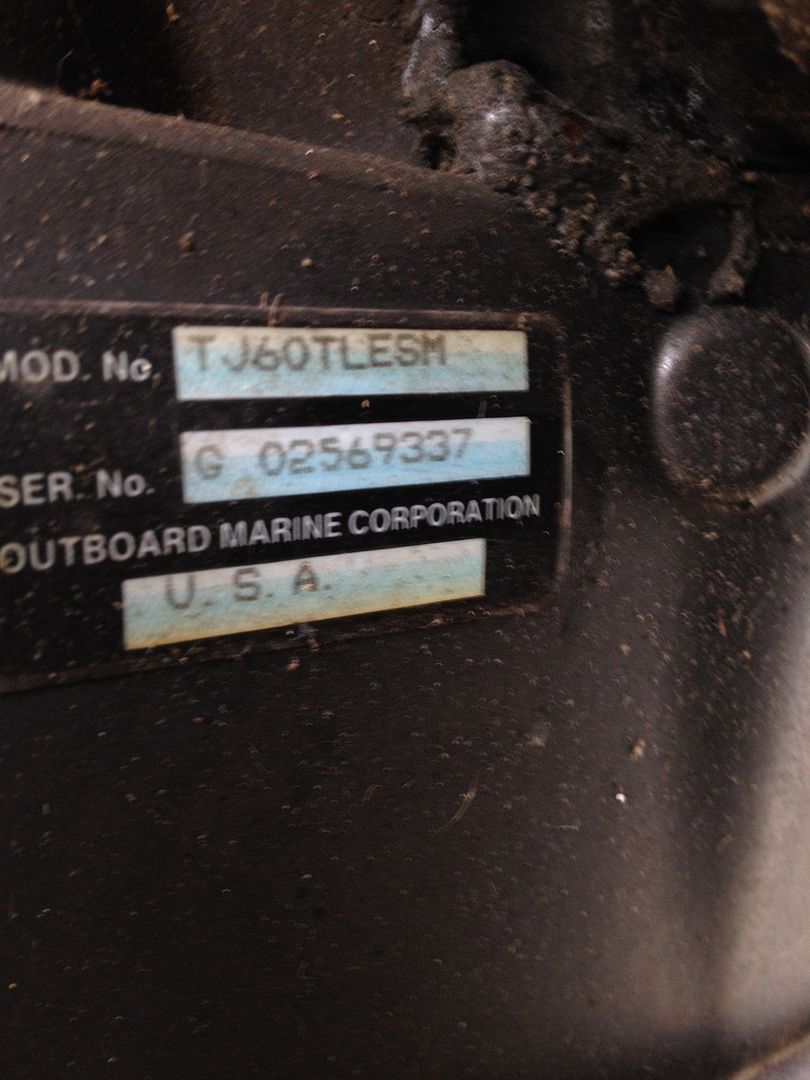 MOD. No. TJ60TLESM
SER. No. G 02569337
OUTBOARD MARINE CORPORATION
U.S.A.